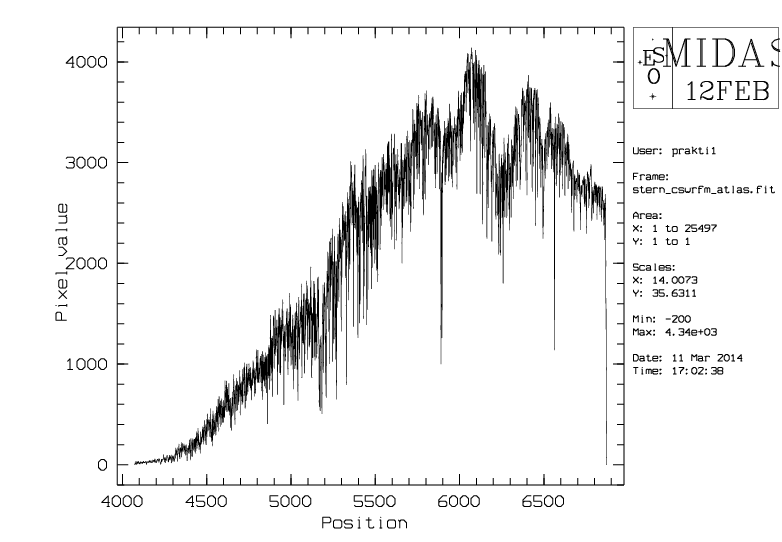 4000
3000
2000
1000
0
Pixel_value
4000 4500 5000 5500 6000 6500
Position
ESO
MIDAS
12FEB
User: prakti1
Frame:
stern_cswrfm_atlas.fit
Area:
X: 1 to 25497
Y: 1 to 1
Scales:
X: 14.0073
Y: 35.6311
Min: -200
Max: 4.34e+03
Date: 11 Mar 2014
Time: 17:02:38